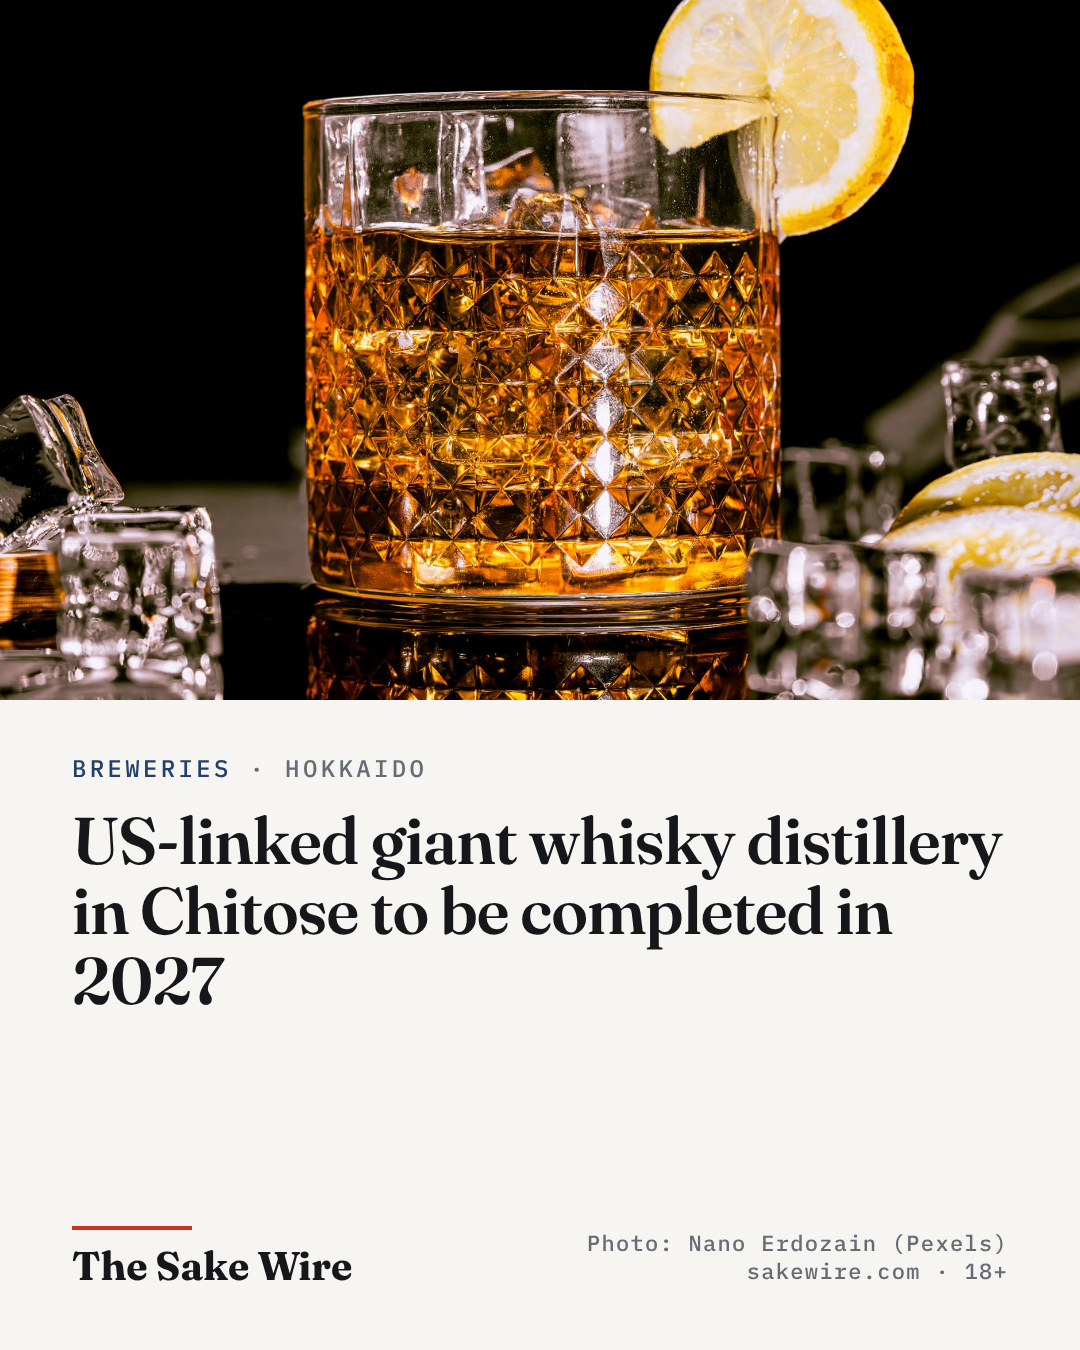 BREWERIES · HOKKAIDO
US-linked giant whisky distillery
in Chitose to be completed in
2027
The Sake Wire
Photo: Nano Erdozain (Pexels)
sakewire.com · 18+